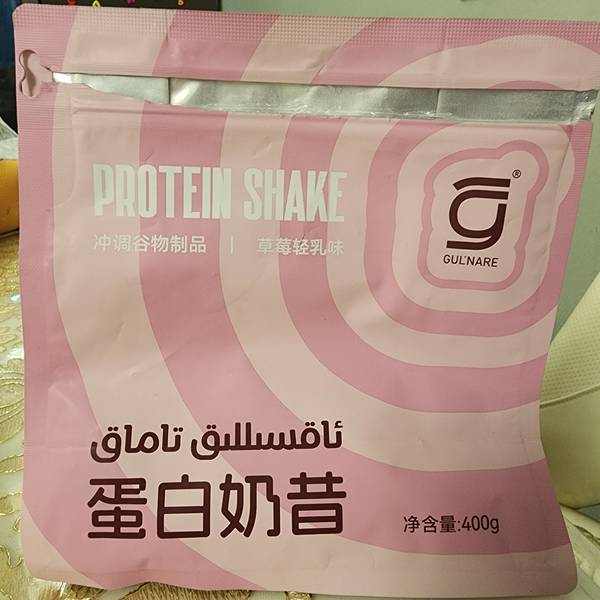 PROTEIN SHAKE
冲调谷物制品 | 草莓轻乳味
®
GUL'NARE
ئاقسىللىق تاماق
蛋白奶昔
净含量:400g